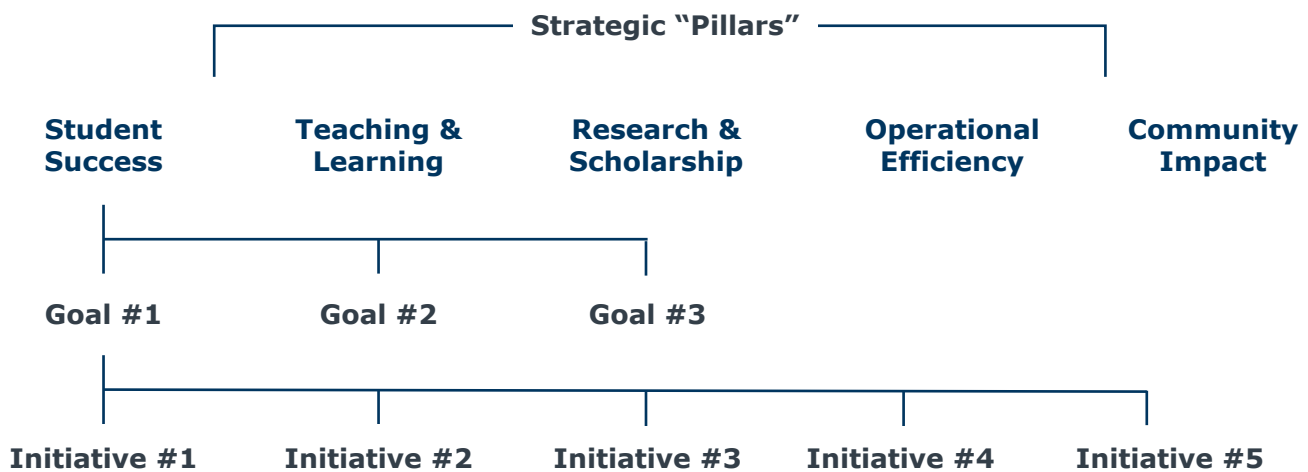 Strategic “Pillars”
Student
Success
Teaching &
Learning
Research &
Scholarship
Operational
Efficiency
Community
Impact
Goal #1
Goal #2
Goal #3
Initiative #1
Initiative #2
Initiative #3
Initiative #4
Initiative #5